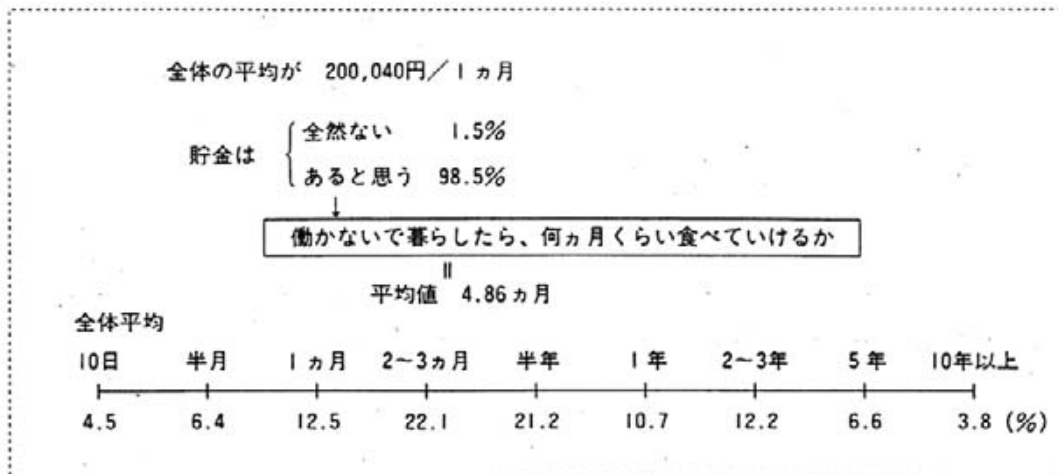 全体の平均が 200,040円／1ヵ月
貯金は
全然ない 1.5%
あると思う 98.5%
働かないで暮らしたら、何ヵ月くらい食べていけるか
平均値 4.86ヵ月
全体平均
10日 半月 1ヵ月 2〜3ヵ月 半年 1年 2〜3年 5年 10年以上
4.5 6.4 12.5 22.1 21.2 10.7 12.2 6.6 3.8 (%)